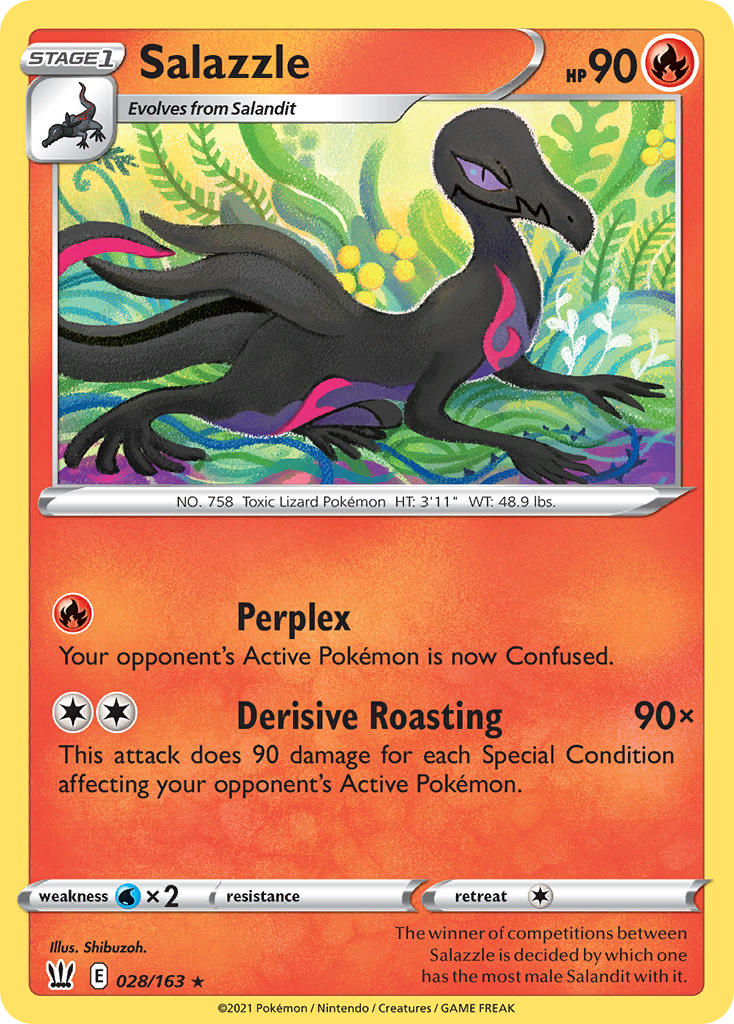 STAGE1
Salazzle
HP 90
Evolves from Salandit
NO. 758 Toxic Lizard Pokémon HT: 3'11" WT: 48.9 lbs.
Perplex
Your opponent's Active Pokémon is now Confused.
Derisive Roasting 90×
This attack does 90 damage for each Special Condition
affecting your opponent's Active Pokémon.
weakness ×2 resistance retreat
Illus. Shibuzoh.
The winner of competitions between
Salazzle is decided by which one
has the most male Salandit with it.
E 028/163 ★
©2021 Pokémon / Nintendo / Creatures / GAME FREAK